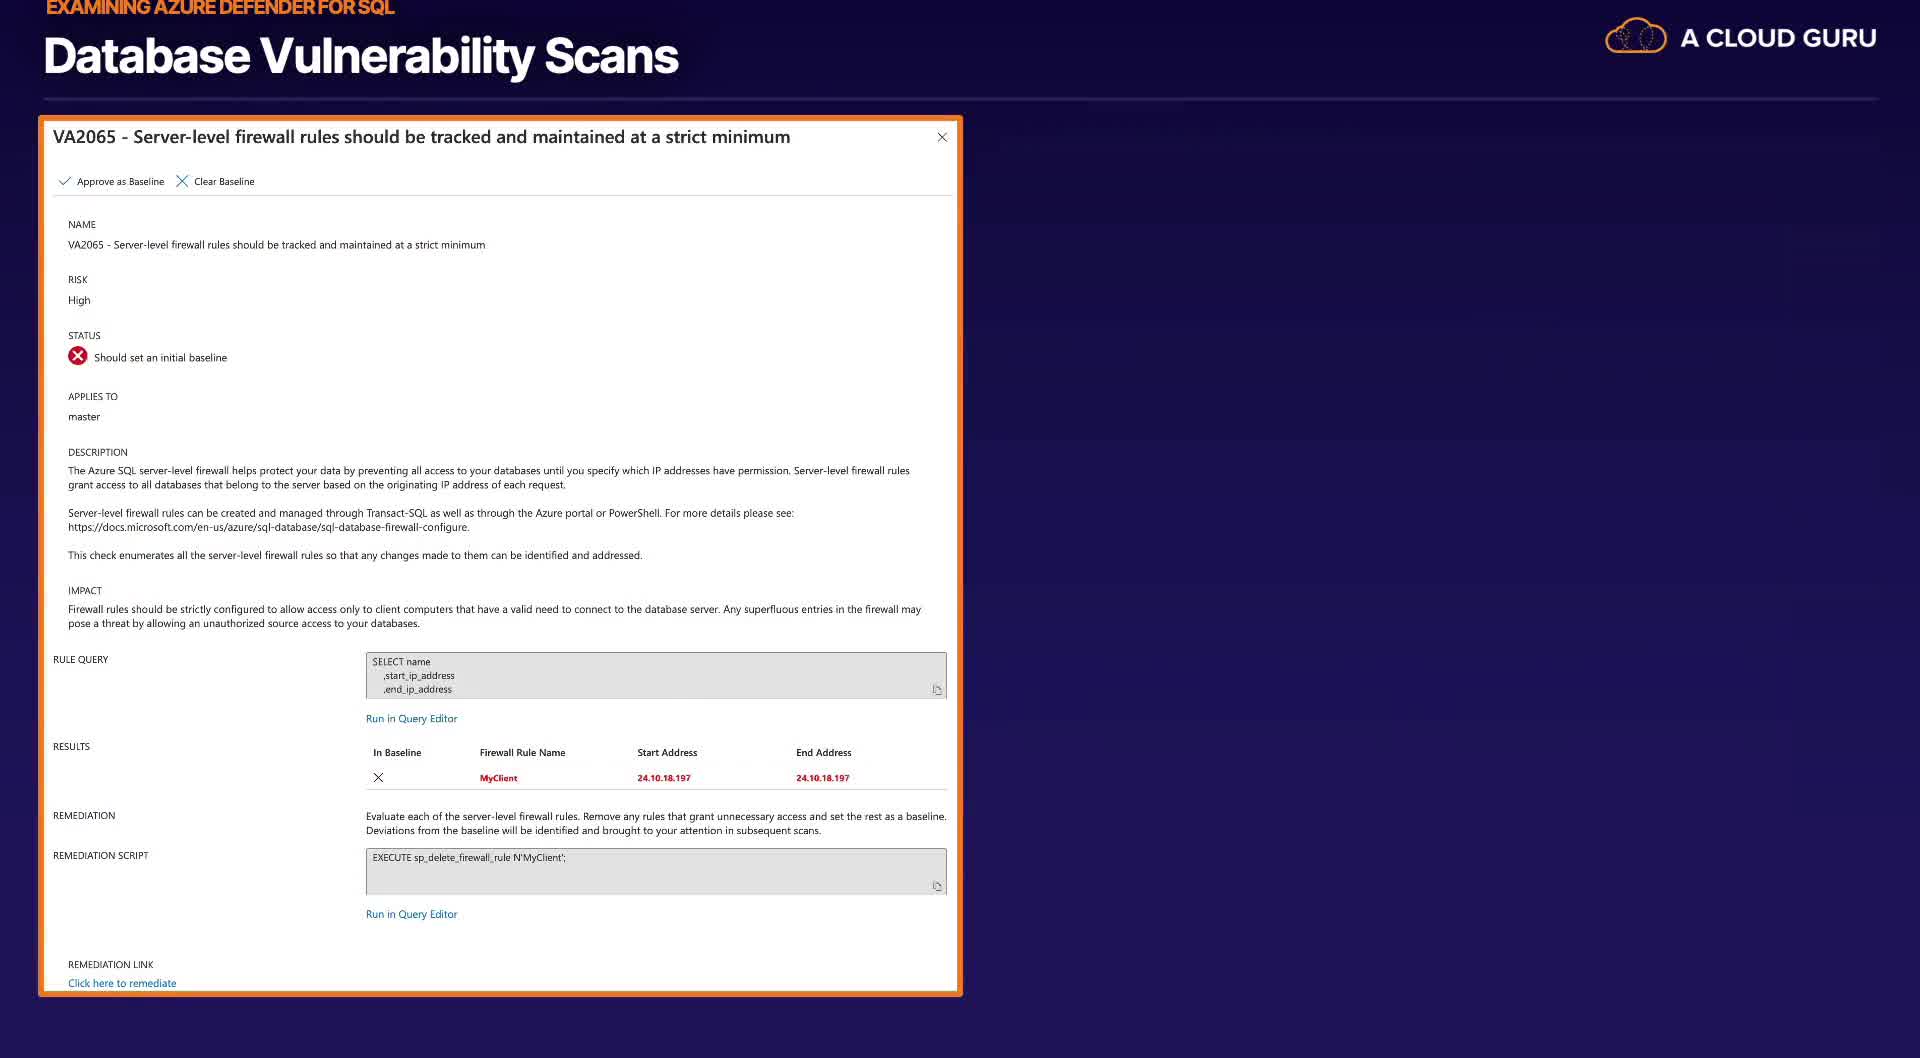 EXAMINING AZURE DEFENDER FOR SQL
Database Vulnerability Scans
A CLOUD GURU
VA2065 - Server-level firewall rules should be tracked and maintained at a strict minimum
Approve as Baseline Clear Baseline
NAME
VA2065 - Server-level firewall rules should be tracked and maintained at a strict minimum
RISK
High
STATUS
Should set an initial baseline
APPLIES TO
master
DESCRIPTION
The Azure SQL server-level firewall helps protect your data by preventing all access to your databases until you specify which IP addresses have permission. Server-level firewall rules
grant access to all databases that belong to the server based on the originating IP address of each request.
Server-level firewall rules can be created and managed through Transact-SQL as well as through the Azure portal or PowerShell. For more details please see:
https://docs.microsoft.com/en-us/azure/sql-database/sql-database-firewall-configure.
This check enumerates all the server-level firewall rules so that any changes made to them can be identified and addressed.
IMPACT
Firewall rules should be strictly configured to allow access only to client computers that have a valid need to connect to the database server. Any superfluous entries in the firewall may
pose a threat by allowing an unauthorized source access to your databases.
RULE QUERY
SELECT name
,start_ip_address
,end_ip_address
Run in Query Editor
RESULTS
In Baseline Firewall Rule Name Start Address End Address
MyClient 24.10.18.197 24.10.18.197
REMEDIATION
Evaluate each of the server-level firewall rules. Remove any rules that grant unnecessary access and set the rest as a baseline.
Deviations from the baseline will be identified and brought to your attention in subsequent scans.
REMEDIATION SCRIPT
EXECUTE sp_delete_firewall_rule N'MyClient';
Run in Query Editor
REMEDIATION LINK
Click here to remediate